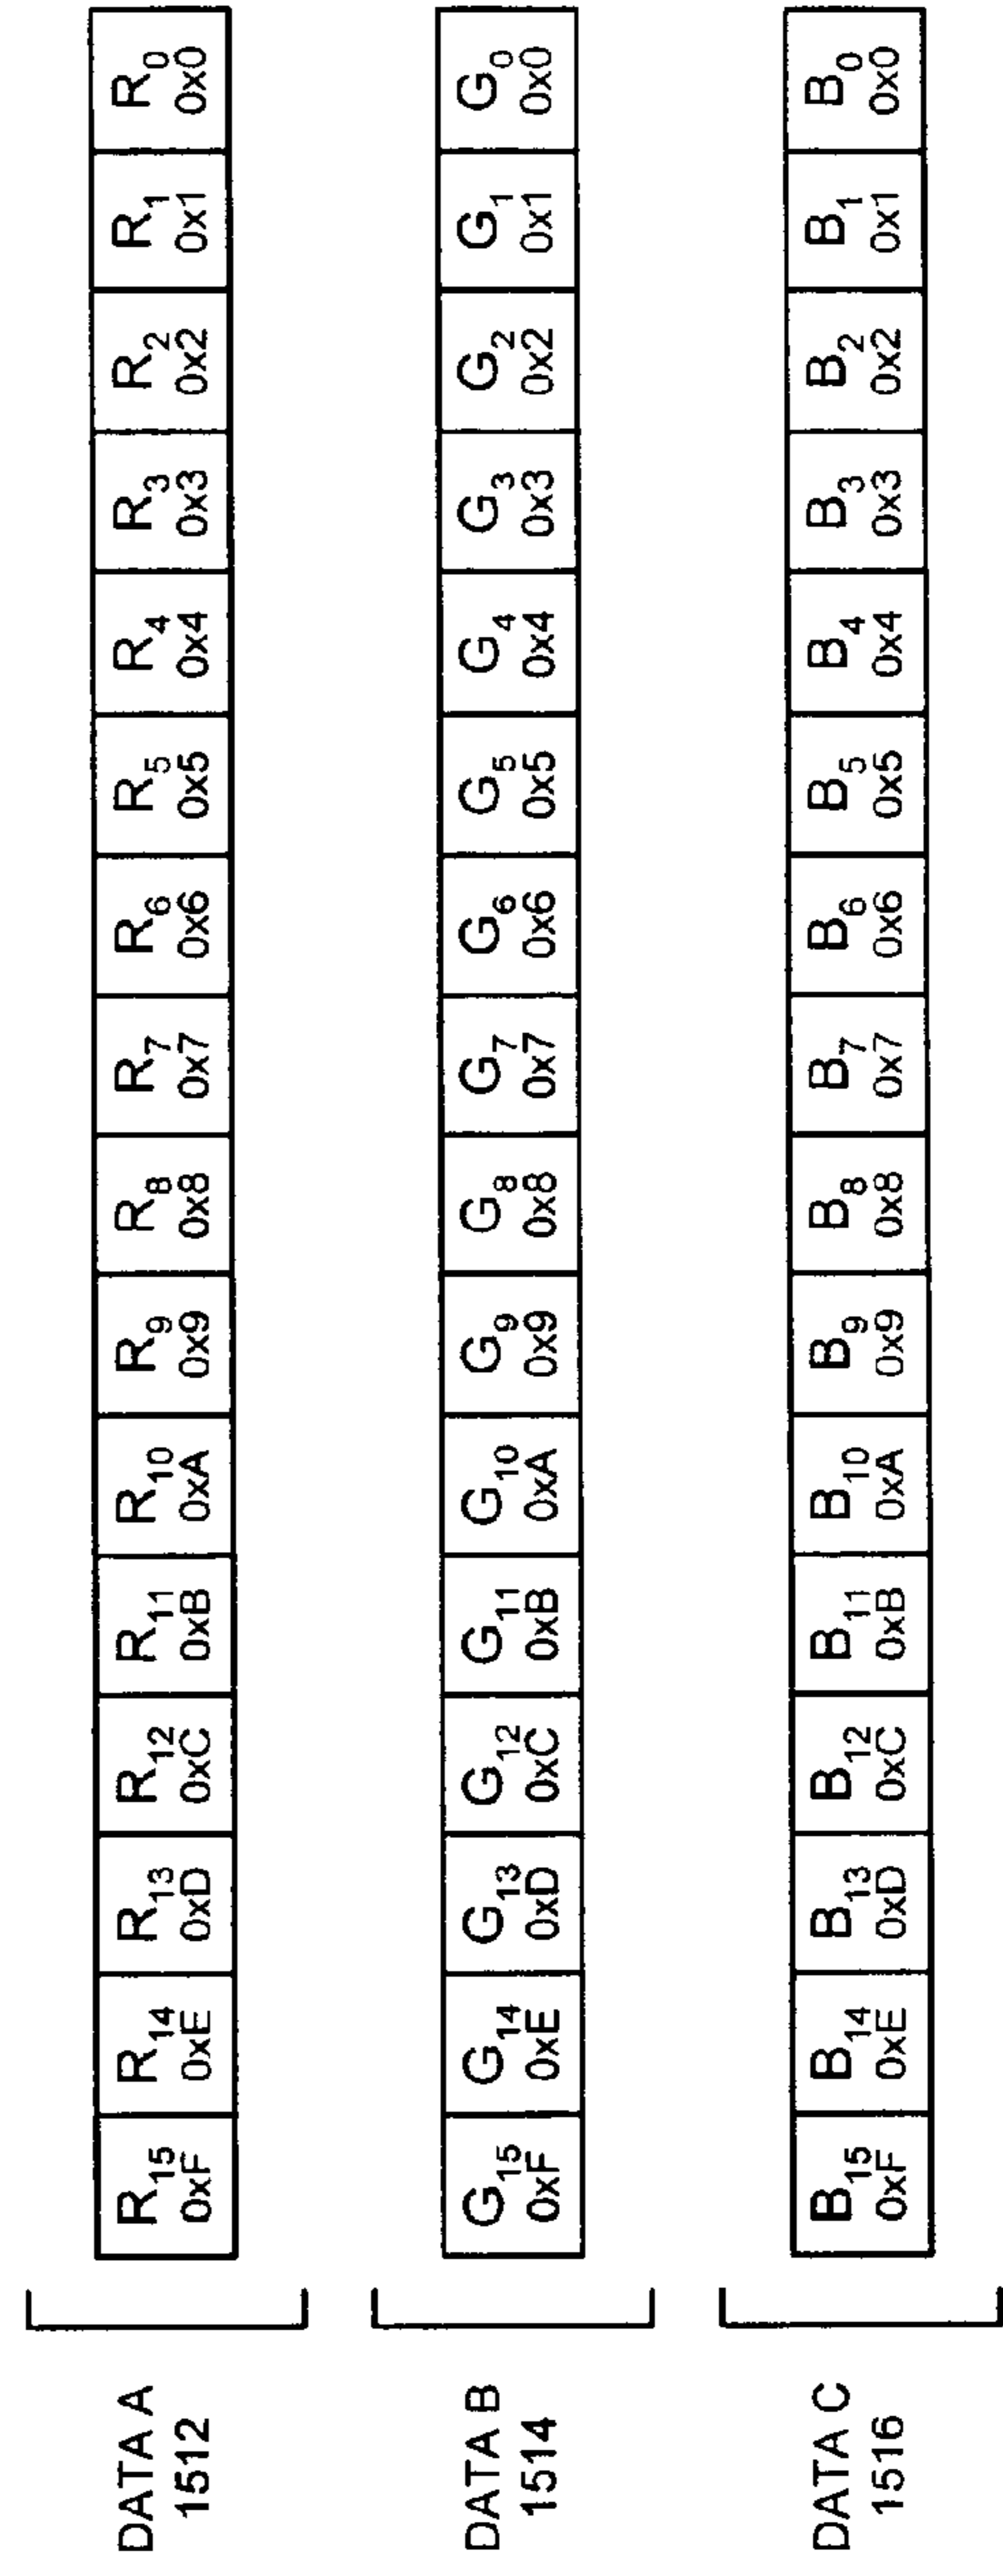 DATA A
1512
R15 R14 R13 R12 R11 R10 R9 R8 R7 R6 R5 R4 R3 R2 R1 R0
0xF 0xE 0xD 0xC 0xB 0xA 0x9 0x8 0x7 0x6 0x5 0x4 0x3 0x2 0x1 0x0
DATA B
1514
G15 G14 G13 G12 G11 G10 G9 G8 G7 G6 G5 G4 G3 G2 G1 G0
0xF 0xE 0xD 0xC 0xB 0xA 0x9 0x8 0x7 0x6 0x5 0x4 0x3 0x2 0x1 0x0
DATA C
1516
B15 B14 B13 B12 B11 B10 B9 B8 B7 B6 B5 B4 B3 B2 B1 B0
0xF 0xE 0xD 0xC 0xB 0xA 0x9 0x8 0x7 0x6 0x5 0x4 0x3 0x2 0x1 0x0